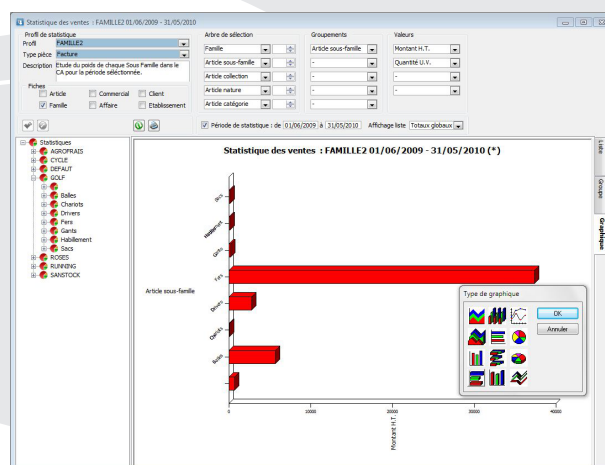 Statistique des ventes : FAMILLE2 01/06/2009 - 31/05/2010
Profil de statistique
Profil FAMILLE2
Type pièce Facture
Description Etude du poids de chaque Sous Famille dans le
CA pour la période séléctionnée.
Fiches
Article Commercial Client
Famille Affaire Etablissement
Arbre de sélection
Famille
Article sous-famille
Article collection
Article nature
Article catégorie
Groupements
Article sous-famille
-
-
-
-
Valeurs
Montant H.T.
Quantité U.V.
-
-
Période de statistique : de 01/06/2009 à 31/05/2010 Affichage liste Totaux globaux
Statistiques
AGROFRAIS
CYCLE
DEFAUT
GOLF
Balles
Chariots
Drivers
Fers
Gants
Habillement
Sacs
ROSES
RUNNING
SANSTOCK
Statistique des ventes : FAMILLE2 01/06/2009 - 31/05/2010 (*)
Sacs
Habillement
Gants
Fers
Article sous-famille
Drivers
Chariots
Balles
0 10000 20000 30000 40000
Montant H.T.
Type de graphique
OK
Annuler
Liste
Groupe
Graphique